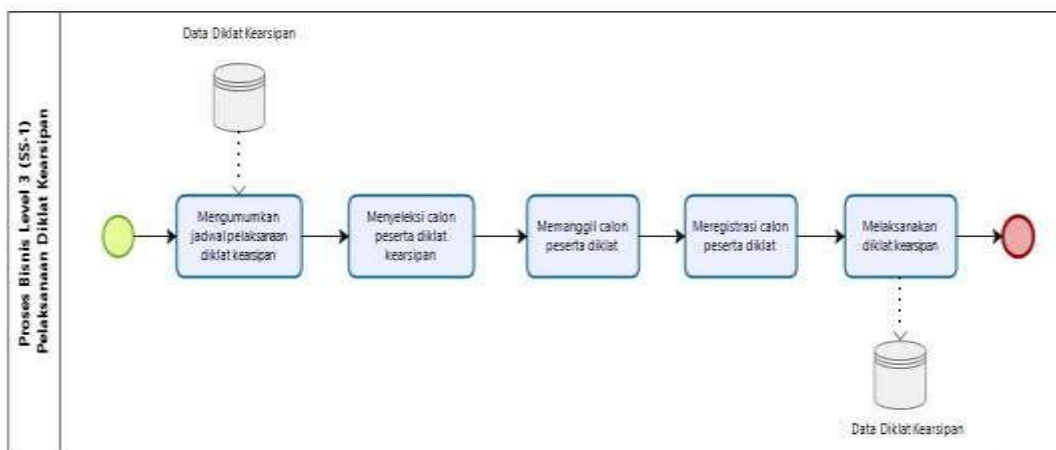 Proses Bisnis Level 3 (SS-1)
Pelaksanaan Diklat Kearsipan
Data Diklat Kearsipan
Mengumumkan
jadwal pelaksanaan
diklat kearsipan
Menyeleksi calon
peserta diklat
kearsipan
Memanggil calon
peserta diklat
Meregistrasi calon
peserta diklat
Melaksanakan
diklat kearsipan
Data Diklat Kearsipan